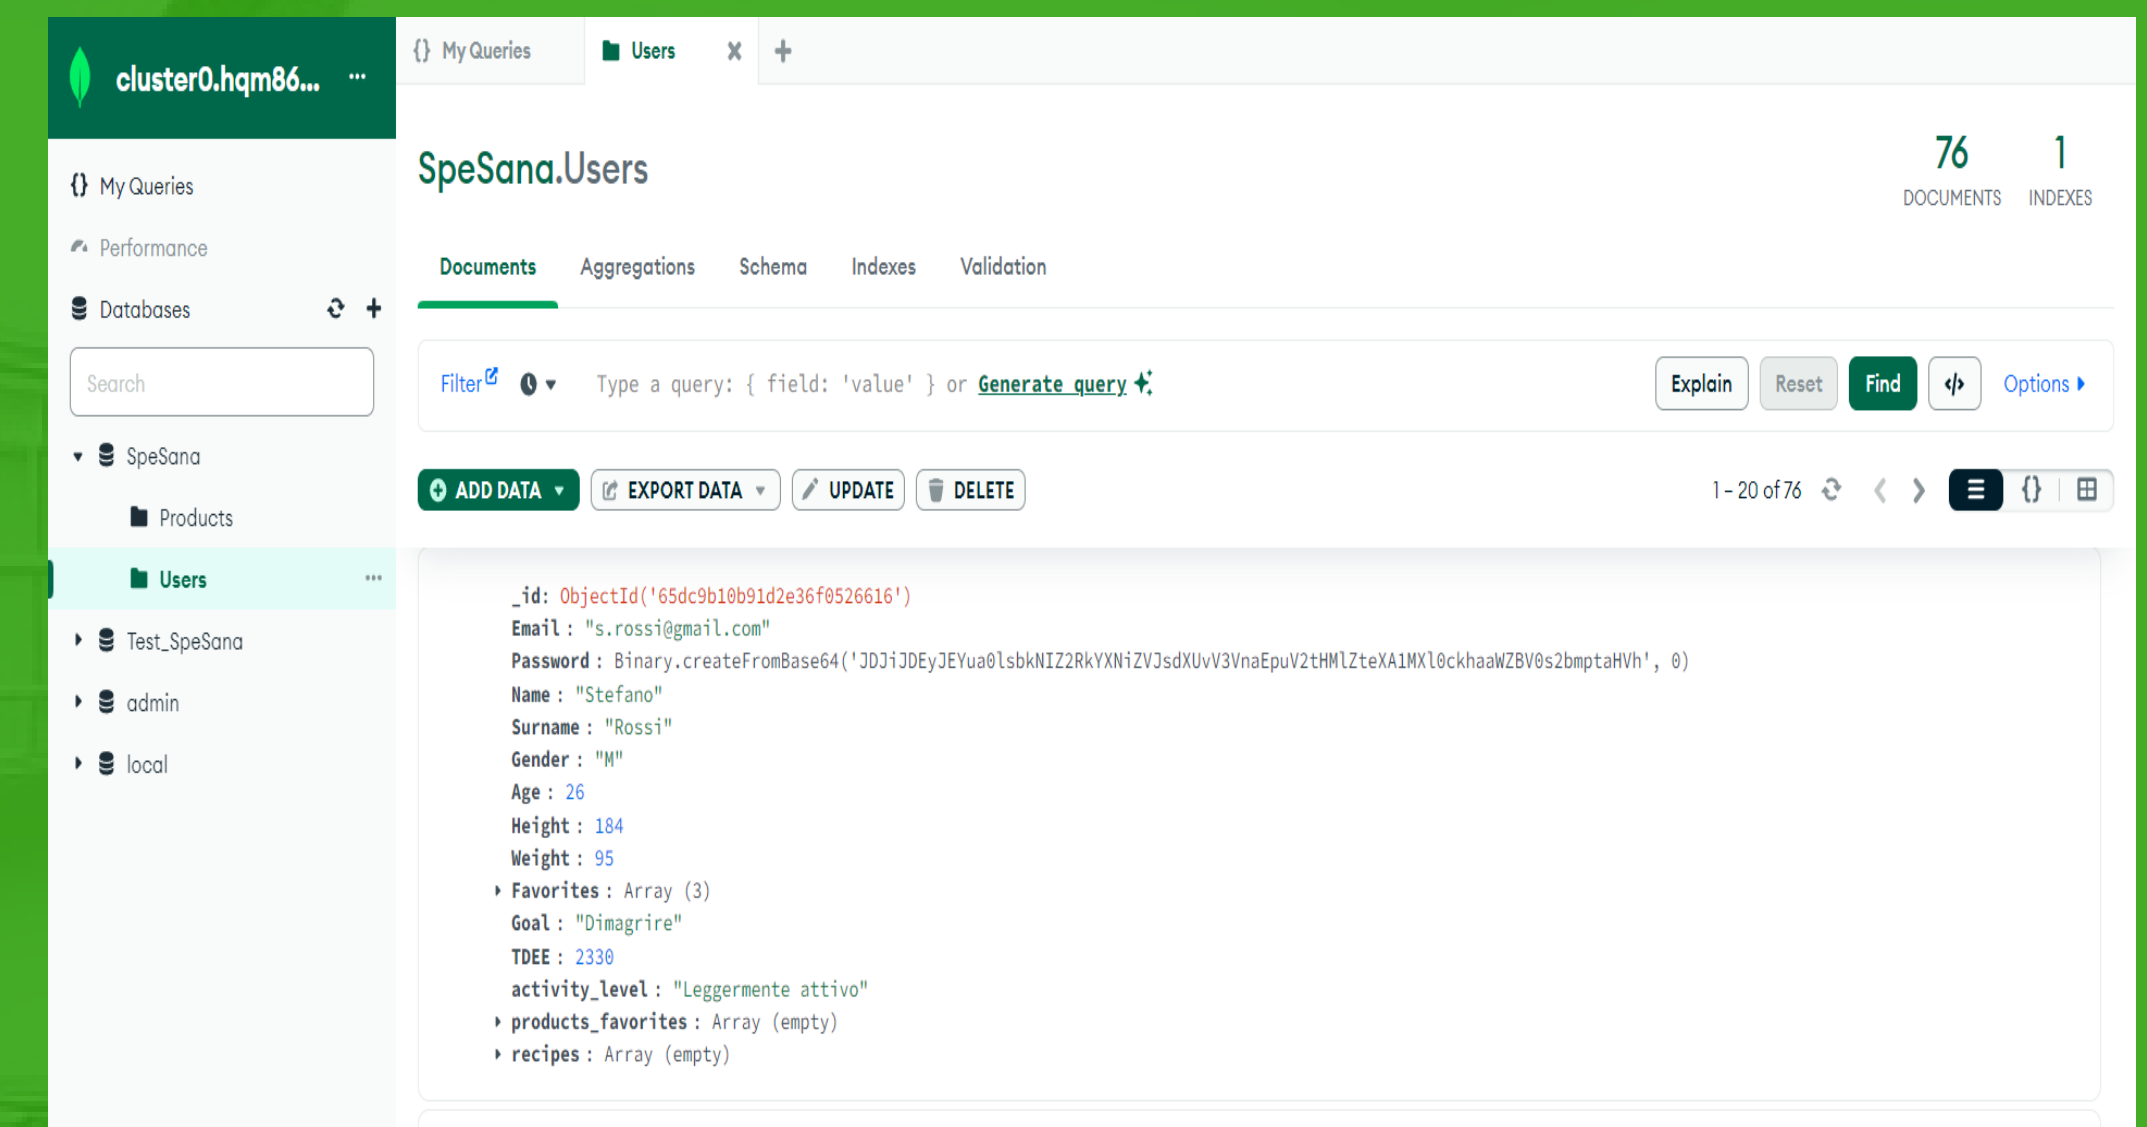 cluster0.hqm86... ...
{} My Queries
Performance
Databases
Search
SpeSana
Products
Users ...
Test_SpeSana
admin
local
{} My Queries
Users
SpeSana.Users
76
DOCUMENTS
1
INDEXES
Documents Aggregations Schema Indexes Validation
Filter Type a query: { field: 'value' } or Generate query Explain Reset Find </> Options
ADD DATA EXPORT DATA UPDATE DELETE 1 – 20 of 76 {}
_id: ObjectId('65dc9b10b91d2e36f0526616')
Email : "s.rossi@gmail.com"
Password : Binary.createFromBase64('JDJiJDEyJEYua0lsbkNIZ2RkYXNiZVJsdXUvV3VnaEpuV2tHMlZteXA1MXl0ckhaaWZBV0s2bmptaHVh', 0)
Name : "Stefano"
Surname : "Rossi"
Gender : "M"
Age : 26
Height : 184
Weight : 95
Favorites : Array (3)
Goal : "Dimagrire"
TDEE : 2330
activity_level : "Leggermente attivo"
products_favorites : Array (empty)
recipes : Array (empty)